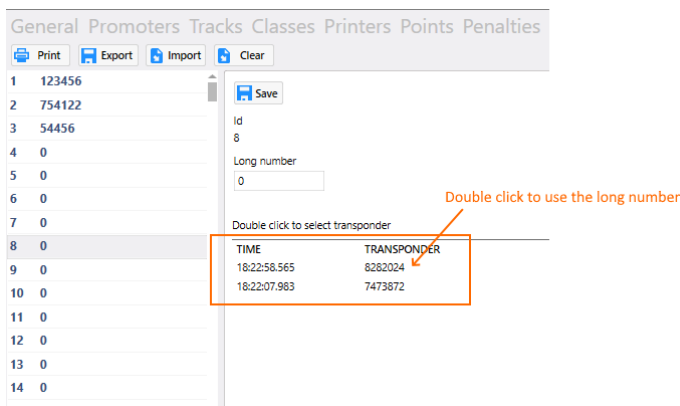 General Promoters Tracks Classes Printers Points Penalties
Print Export Import Clear
1 123456
2 754122
3 54456
4 0
5 0
6 0
7 0
8 0
9 0
10 0
11 0
12 0
13 0
14 0
Save
Id
8
Long number
0
Double click to use the long number
Double click to select transponder
TIME TRANSPONDER
18:22:58.565 8282024
18:22:07.983 7473872